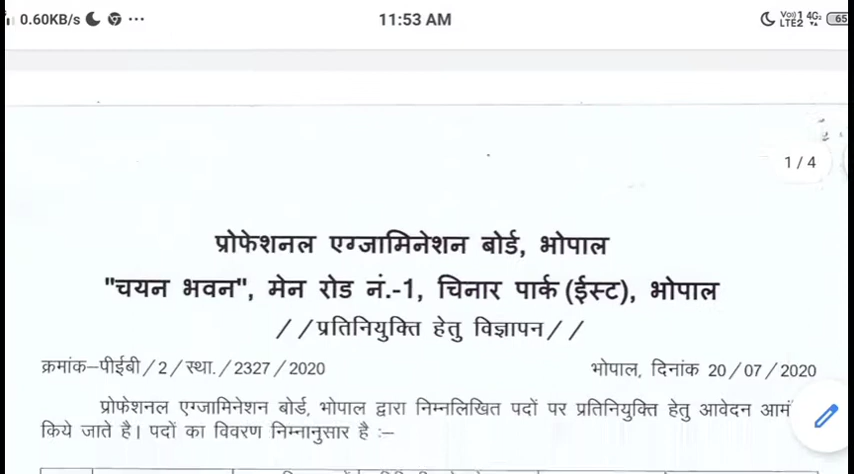 0.60KB/s ... 11:53 AM Vo)) 1 LTE2 4G 65
1/4
प्रोफेशनल एग्जामिनेशन बोर्ड, भोपाल
"चयन भवन", मेन रोड नं.-1, चिनार पार्क (ईस्ट), भोपाल
//प्रतिनियुक्ति हेतु विज्ञापन//
क्रमांक–पीईबी/2/स्था./2327/2020 भोपाल, दिनांक 20/07/2020
प्रोफेशनल एग्जामिनेशन बोर्ड, भोपाल द्वारा निम्नलिखित पदों पर प्रतिनियुक्ति हेतु आवेदन
किये जाते है। पदों का विवरण निम्नानुसार है :–